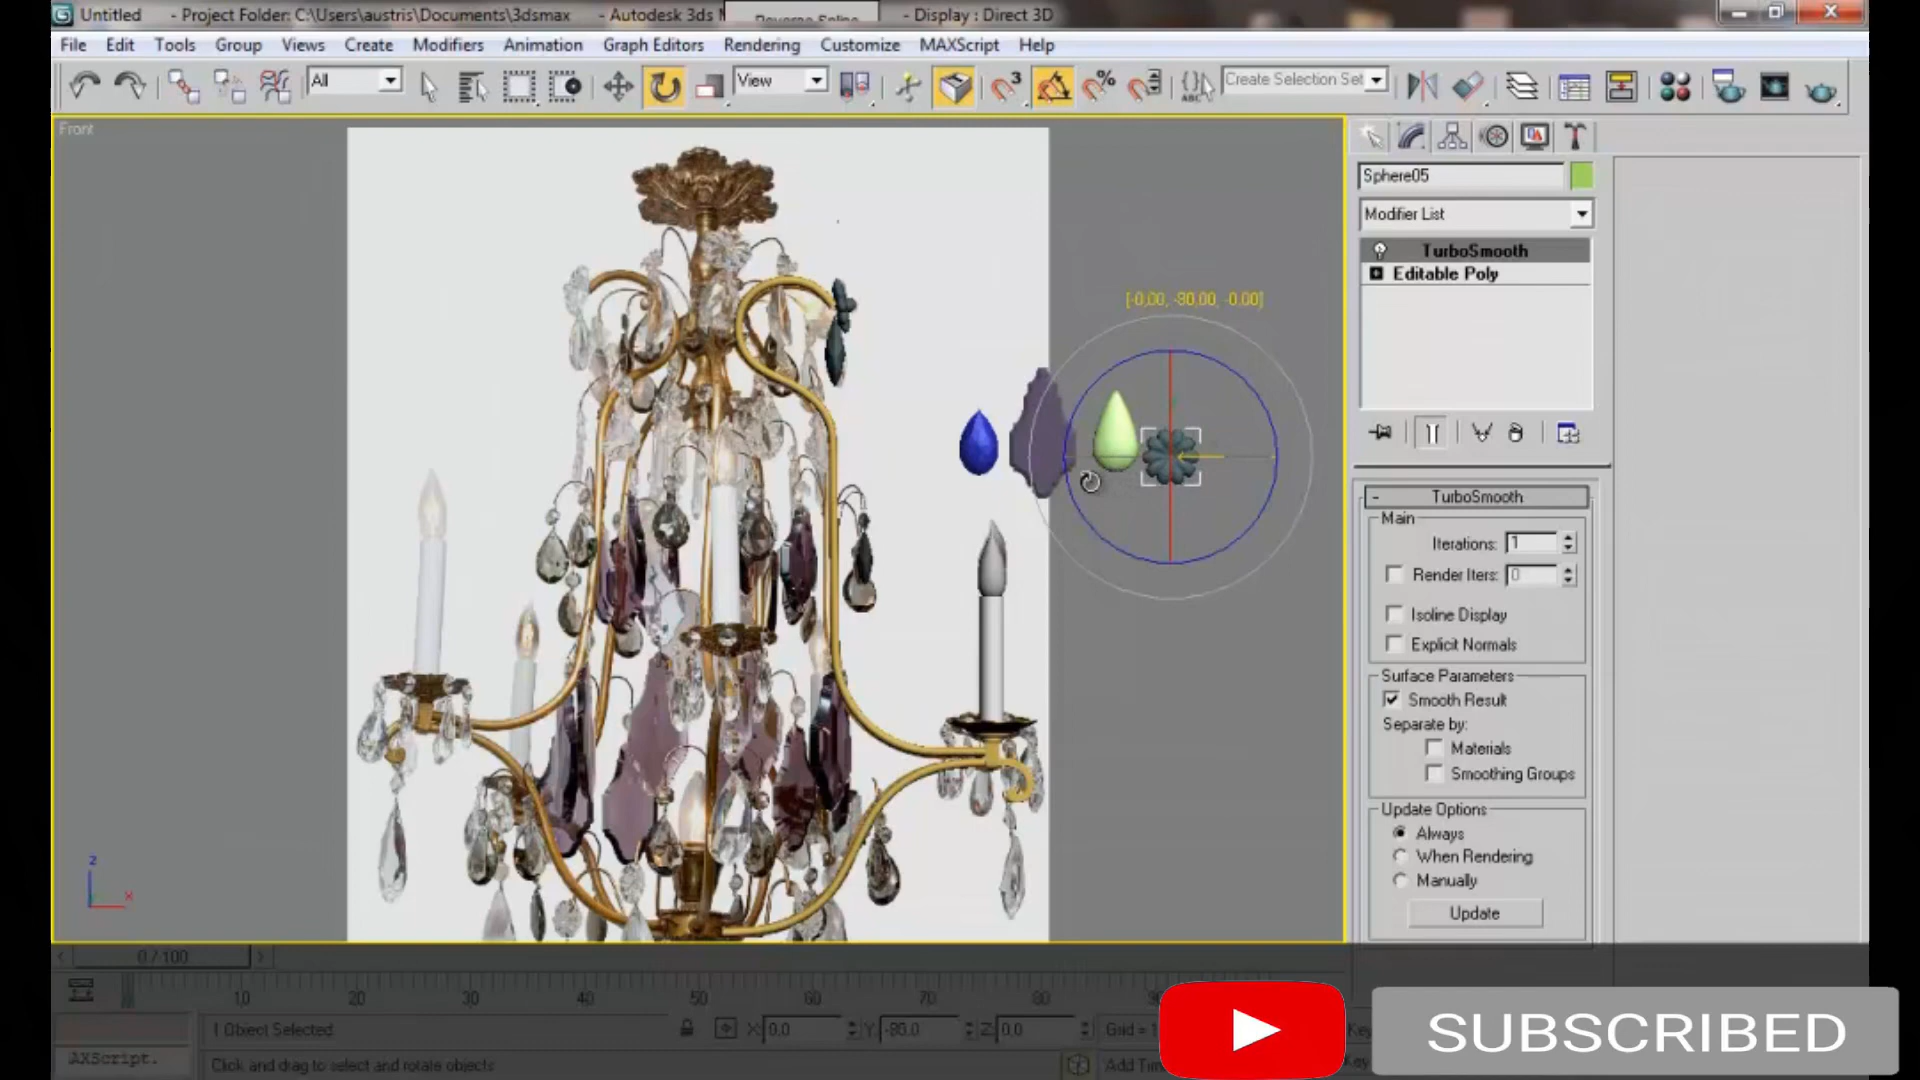 Untitled - Project Folder: C:\Users\austris\Documents\3dsmax - Autodesk 3ds - Display : Direct 3D
File Edit Tools Group Views Create Modifiers Animation Graph Editors Rendering Customize MAXScript Help
All View 3 % ABC Create Selection Set
Front
Sphere05
Modifier List
TurboSmooth
Editable Poly
[-0,00, -90,00, -0,00]
- TurboSmooth
Main
Iterations: 1
Render Iters: 0
Isoline Display
Explicit Normals
Surface Parameters
Smooth Result
Separate by:
Materials
Smoothing Groups
Update Options
Always
When Rendering
Manually
Update
z
x
< 0 / 100 >
10 20 30 40 50 60 70 80
1 Object Selected X: 0.0 Y: Z: 0.0 Grid = 1
AXScript. Click and drag to select and rotate objects
SUBSCRIBED